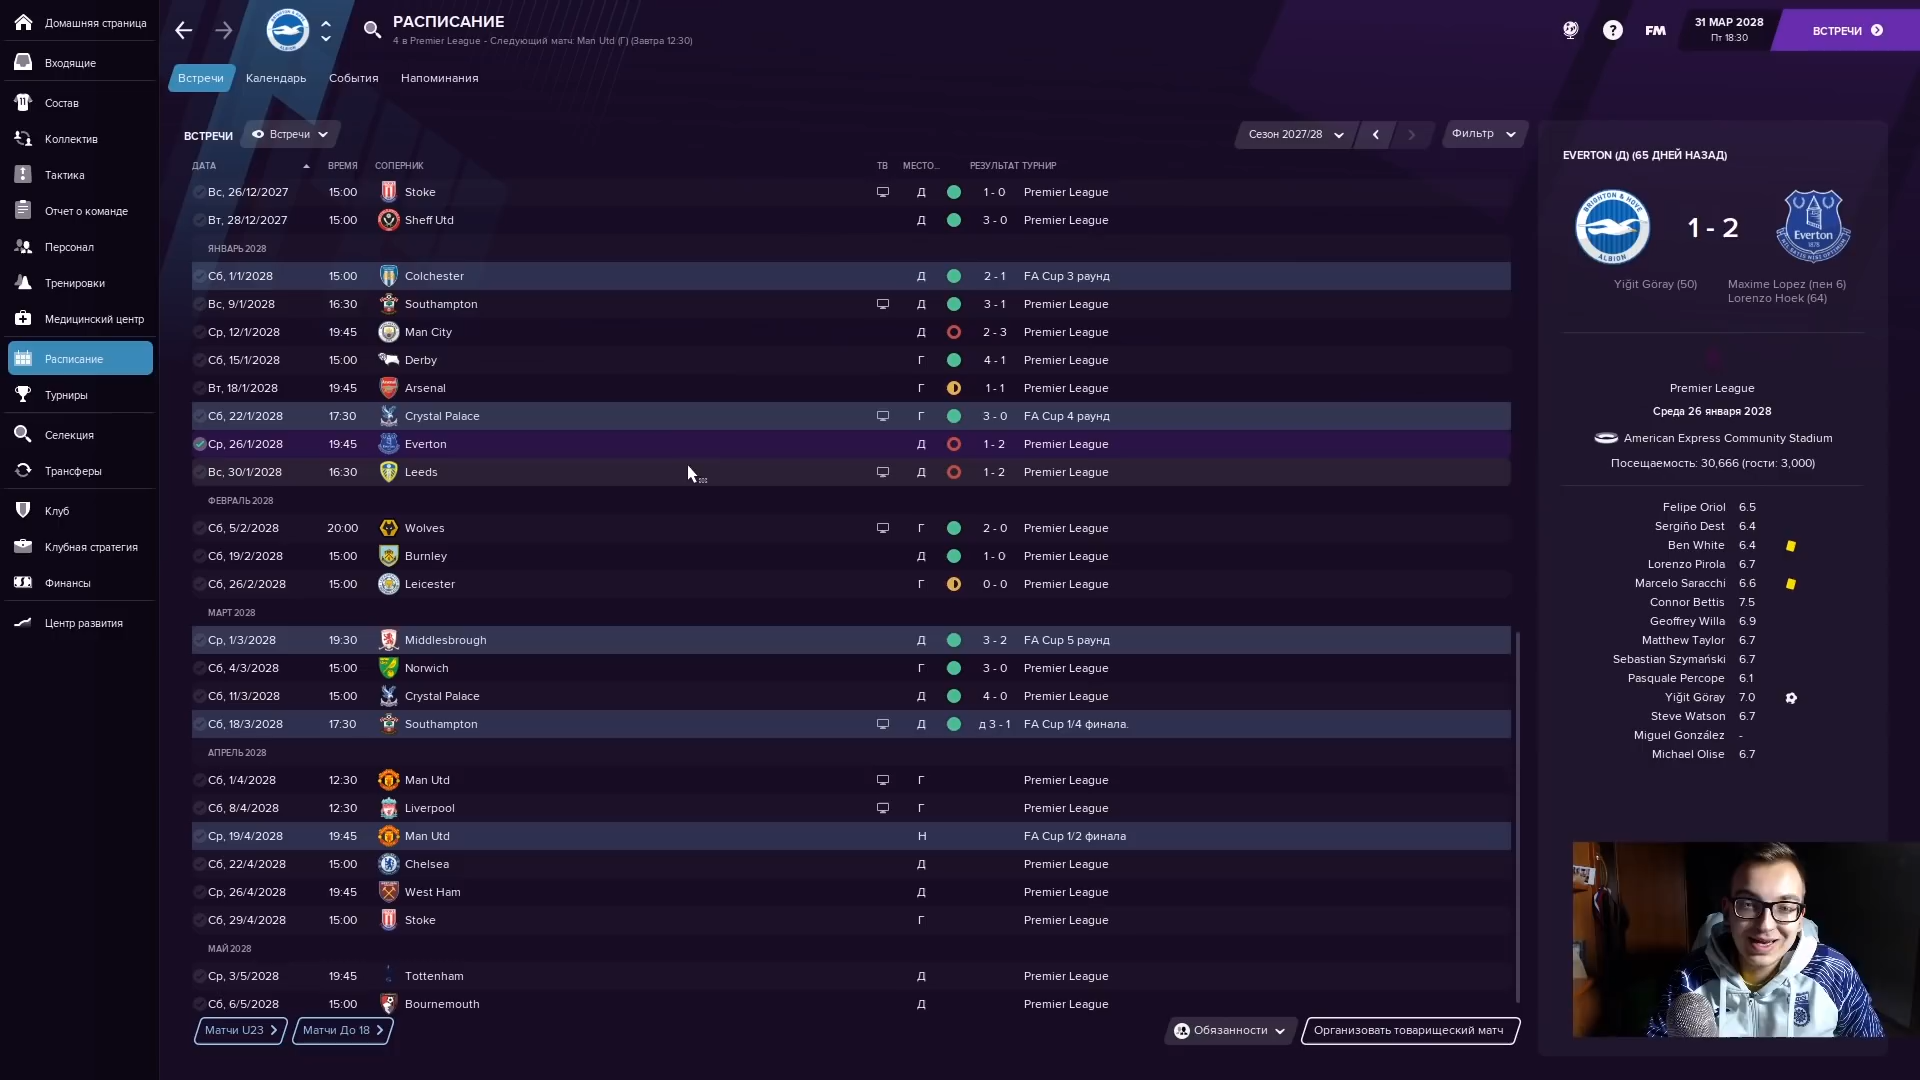 Домашняя страница
Входящие
Состав
Коллектив
Тактика
Отчет о команде
Персонал
Тренировки
Медицинский центр
Расписание
Турниры
Селекция
Трансферы
Клуб
Клубная стратегия
Финансы
Центр развития
РАСПИСАНИЕ
4 в Premier League - Следующий матч: Man Utd (Г) (Завтра 12:30)
FM
31 МАР 2028
Пт 18:30
ВСТРЕЧИ
Встречи Календарь События Напоминания
ВСТРЕЧИ Встречи Сезон 2027/28 Фильтр
ДАТА ВРЕМЯ СОПЕРНИК ТВ МЕСТО... РЕЗУЛЬТАТ ТУРНИР
Вс, 26/12/2027 15:00 Stoke Д 1 - 0 Premier League
Вт, 28/12/2027 15:00 Sheff Utd Д 3 - 0 Premier League
ЯНВАРЬ 2028
Сб, 1/1/2028 15:00 Colchester Д 2 - 1 FA Cup 3 раунд
Вс, 9/1/2028 16:30 Southampton Д 3 - 1 Premier League
Ср, 12/1/2028 19:45 Man City Д 2 - 3 Premier League
Сб, 15/1/2028 15:00 Derby Г 4 - 1 Premier League
Вт, 18/1/2028 19:45 Arsenal Г 1 - 1 Premier League
Сб, 22/1/2028 17:30 Crystal Palace Г 3 - 0 FA Cup 4 раунд
Ср, 26/1/2028 19:45 Everton Д 1 - 2 Premier League
Вс, 30/1/2028 16:30 Leeds Д 1 - 2 Premier League
ФЕВРАЛЬ 2028
Сб, 5/2/2028 20:00 Wolves Г 2 - 0 Premier League
Сб, 19/2/2028 15:00 Burnley Д 1 - 0 Premier League
Сб, 26/2/2028 15:00 Leicester Г 0 - 0 Premier League
МАРТ 2028
Ср, 1/3/2028 19:30 Middlesbrough Д 3 - 2 FA Cup 5 раунд
Сб, 4/3/2028 15:00 Norwich Г 3 - 0 Premier League
Сб, 11/3/2028 15:00 Crystal Palace Д 4 - 0 Premier League
Сб, 18/3/2028 17:30 Southampton Д д 3 - 1 FA Cup 1/4 финала.
АПРЕЛЬ 2028
Сб, 1/4/2028 12:30 Man Utd Г Premier League
Сб, 8/4/2028 12:30 Liverpool Г Premier League
Ср, 19/4/2028 19:45 Man Utd Н FA Cup 1/2 финала
Сб, 22/4/2028 15:00 Chelsea Д Premier League
Ср, 26/4/2028 19:45 West Ham Д Premier League
Сб, 29/4/2028 15:00 Stoke Г Premier League
МАЙ 2028
Ср, 3/5/2028 19:45 Tottenham Д Premier League
Сб, 6/5/2028 15:00 Bournemouth Д Premier League
Матчи U23 Матчи До 18 Обязанности Организовать товарищеский матч
EVERTON (Д) (65 ДНЕЙ НАЗАД)
BRIGHTON & HOVE
ALBION
1 - 2
Everton
1878
Yiğit Göray (50) Maxime Lopez (пен 6)
Lorenzo Hoek (64)
Premier League
Среда 26 января 2028
American Express Community Stadium
Посещаемость: 30,666 (гости: 3,000)
Felipe Oriol 6.5
Sergiño Dest 6.4
Ben White 6.4
Lorenzo Pirola 6.7
Marcelo Saracchi 6.6
Connor Bettis 7.5
Geoffrey Willa 6.9
Matthew Taylor 6.7
Sebastian Szymański 6.7
Pasquale Percope 6.1
Yiğit Göray 7.0
Steve Watson 6.7
Miguel González -
Michael Olise 6.7